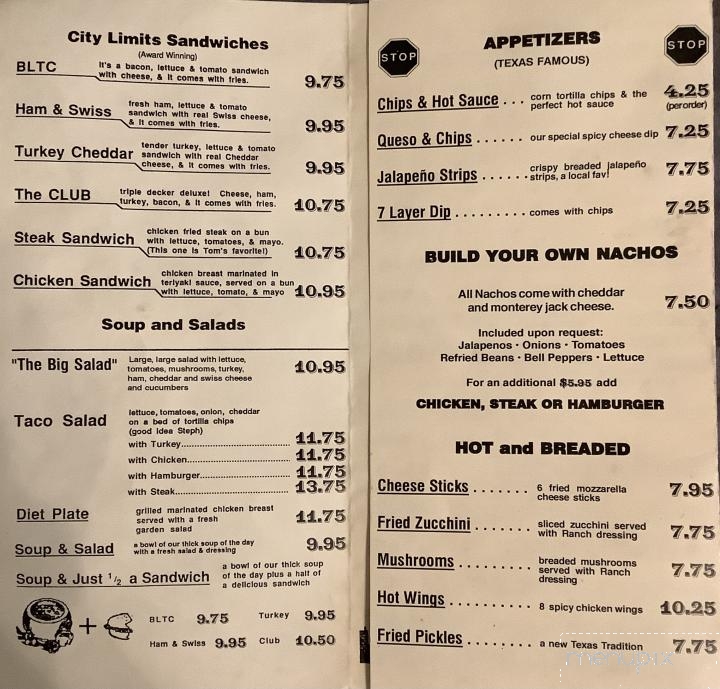 City Limits Sandwiches
(Award Winning)
BLTC It's a bacon, lettuce & tomato sandwich
with cheese, & it comes with fries. 9.75
Ham & Swiss fresh ham, lettuce & tomato
sandwich with real Swiss cheese,
& it comes with fries. 9.95
Turkey Cheddar tender turkey, lettuce & tomato
sandwich with real Cheddar
cheese, & it comes with fries. 9.95
The CLUB triple decker deluxe! Cheese, ham,
turkey, bacon, & it comes with fries. 10.75
Steak Sandwich chicken fried steak on a bun
with lettuce, tomatoes, & mayo.
(This one is Tom's favorite!) 10.75
Chicken Sandwich chicken breast marinated in
teriyaki sauce, served on a bun
with lettuce, tomato, & mayo 10.95
Soup and Salads
"The Big Salad" Large, large salad with lettuce,
tomatoes, mushrooms, turkey,
ham, cheddar and swiss cheese
and cucumbers 10.95
Taco Salad lettuce, tomatoes, onion, cheddar
on a bed of tortilla chips
(good idea Steph)
with Turkey........................ 11.75
with Chicken........................ 11.75
with Hamburger........................ 11.75
with Steak........................ 13.75
Diet Plate grilled marinated chicken breast
served with a fresh
garden salad 11.75
Soup & Salad a bowl of our thick soup of the day
with a fresh salad & dressing 9.95
Soup & Just 1/2 a Sandwich a bowl of our thick soup
of the day plus a half of
a delicious sandwich
+ BLTC 9.75 Turkey 9.95
Ham & Swiss 9.95 Club 10.50
STOP APPETIZERS STOP
(TEXAS FAMOUS)
Chips & Hot Sauce . . . corn tortilla chips & the
perfect hot sauce 4.25
(per order)
Queso & Chips . . . . . . our special spicy cheese dip 7.25
Jalapeño Strips . . . . . . crispy breaded jalapeño
strips, a local fav! 7.75
7 Layer Dip . . . . . . . . . comes with chips 7.25
BUILD YOUR OWN NACHOS
All Nachos come with cheddar
and monterey jack cheese. 7.50
Included upon request:
Jalapenos · Onions · Tomatoes
Refried Beans · Bell Peppers · Lettuce
For an additional $5.95 add
CHICKEN, STEAK OR HAMBURGER
HOT and BREADED
Cheese Sticks . . . . . . . 6 fried mozzarella
cheese sticks 7.95
Fried Zucchini . . . . . . . sliced zucchini served
with Ranch dressing 7.75
Mushrooms . . . . . . . . . breaded mushrooms
served with Ranch
dressing 7.75
Hot Wings . . . . . . . . . . 8 spicy chicken wings 10.25
Fried Pickles . . . . . . . . a new Texas Tradition 7.75